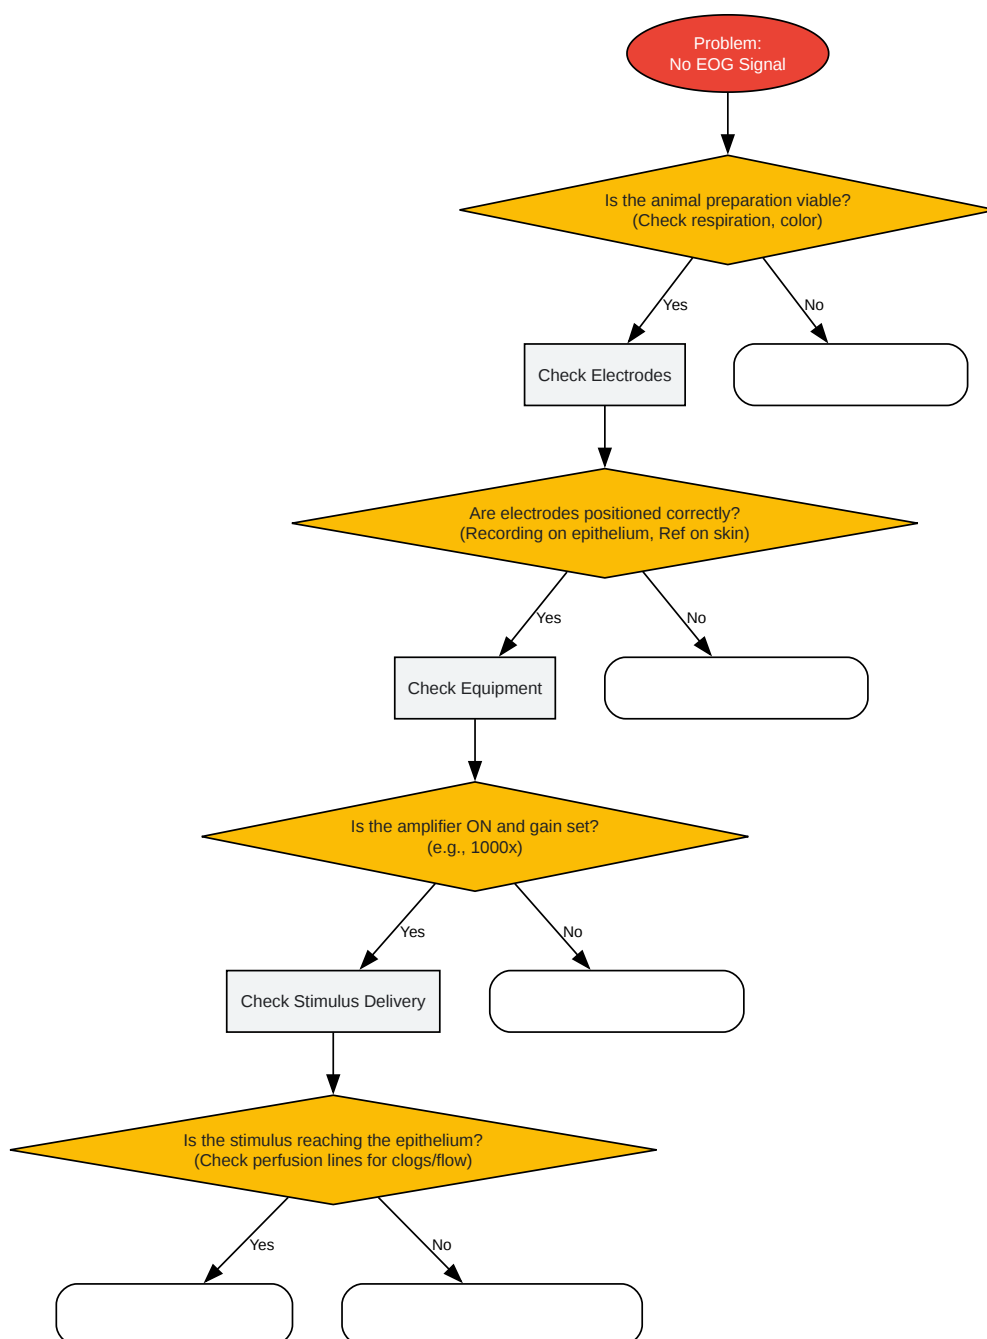 Problem:
No EOG Signal
Is the animal preparation viable?
(Check respiration, color)
Yes
No
Check Electrodes
Are electrodes positioned correctly?
(Recording on epithelium, Ref on skin)
Yes
No
Check Equipment
Is the amplifier ON and gain set?
(e.g., 1000x)
Yes
No
Check Stimulus Delivery
Is the stimulus reaching the epithelium?
(Check perfusion lines for clogs/flow)
Yes
No